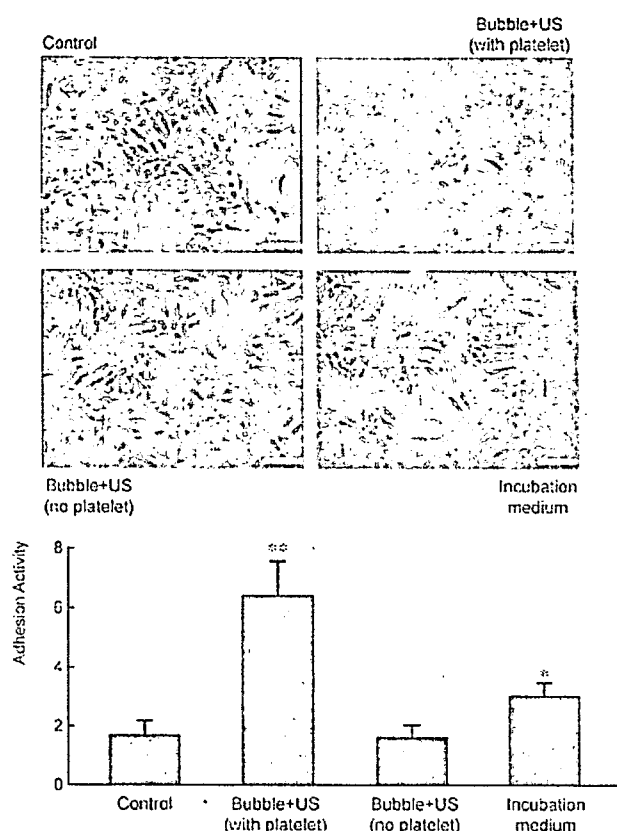 Control
Bubble+US
(with platelet)
Bubble+US
(no platelet)
Incubation
medium
Adhesion Activity
8
6
4
2
0
**
*
Control
Bubble+US
(with platelet)
Bubble+US
(no platelet)
Incubation
medium